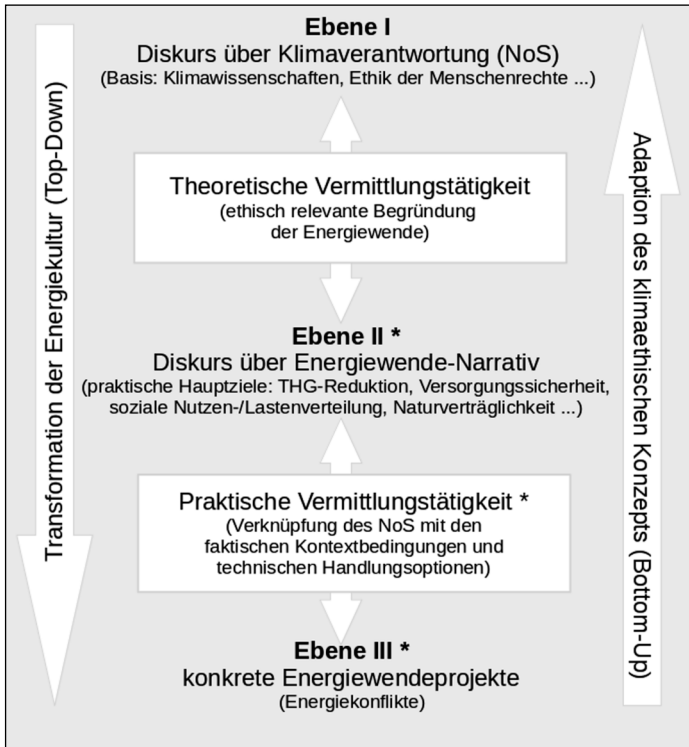 Ebene I
Diskurs über Klimaverantwortung (NoS)
(Basis: Klimawissenschaften, Ethik der Menschenrechte ...)
Transformation der Energiekultur (Top-Down)
Adaption des klimaethischen Konzepts (Bottom-Up)
Theoretische Vermittlungstätigkeit
(ethisch relevante Begründung
der Energiewende)
Ebene II *
Diskurs über Energiewende-Narrativ
(praktische Hauptziele: THG-Reduktion, Versorgungssicherheit,
soziale Nutzen-/Lastenverteilung, Naturverträglichkeit ...)
Praktische Vermittlungstätigkeit *
(Verknüpfung des NoS mit den
faktischen Kontextbedingungen und
technischen Handlungsoptionen)
Ebene III *
konkrete Energiewendeprojekte
(Energiekonflikte)